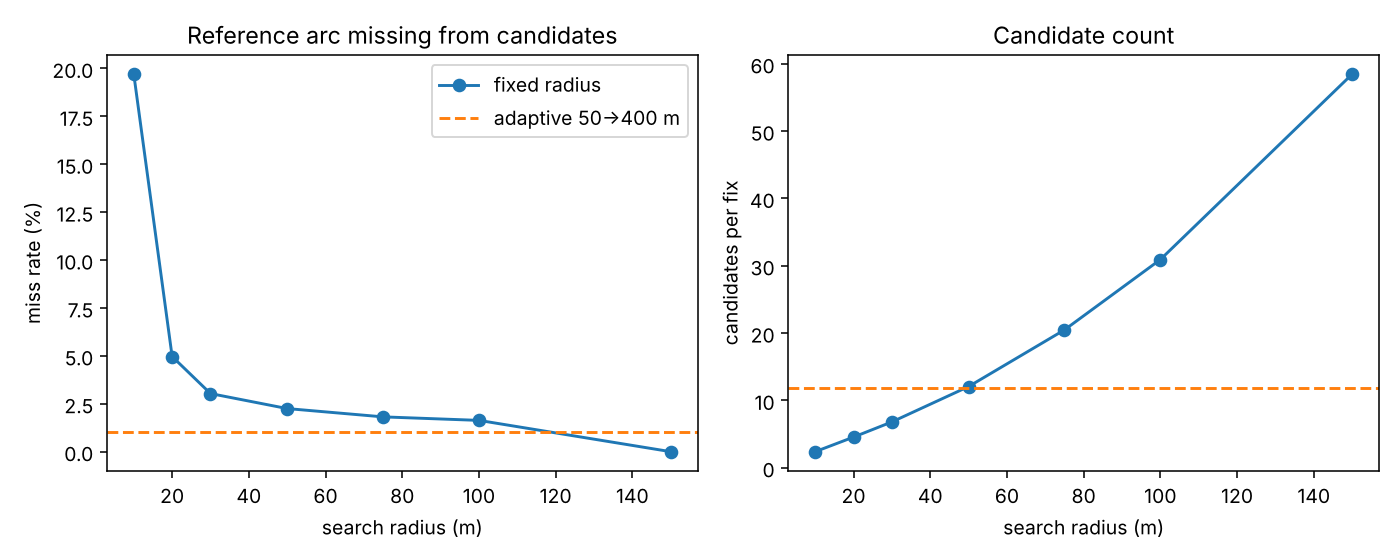 Reference arc missing from candidates
miss rate (%)
20.0
17.5
15.0
12.5
10.0
7.5
5.0
2.5
0.0
fixed radius
adaptive 50→400 m
20 40 60 80 100 120 140
search radius (m)
Candidate count
candidates per fix
60
50
40
30
20
10
0
20 40 60 80 100 120 140
search radius (m)